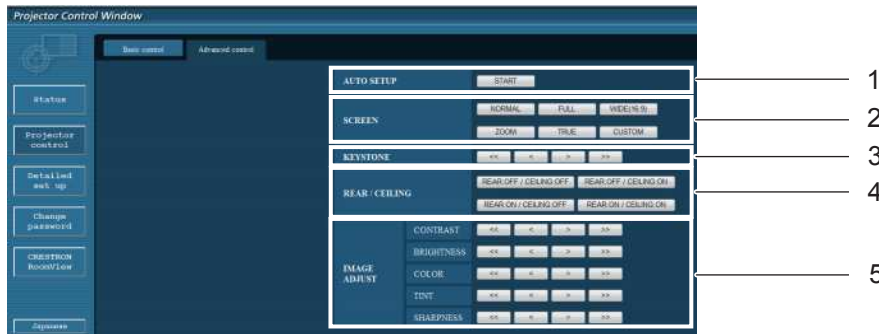 Projector Control Window
Basic control Advanced control
AUTO SETUP START 1
Status
SCREEN NORMAL FULL WIDE(16:9) 2
ZOOM TRUE CUSTOM
Projector
control
KEYSTONE << < > >> 3
Detailed
set up
REAR / CEILING REAR:OFF / CEILING:OFF REAR:OFF / CEILING:ON 4
REAR:ON / CEILING:OFF REAR:ON / CEILING:ON
Change
password
IMAGE
ADJUST
CONTRAST << < > >>
BRIGHTNESS << < > >>
COLOR << < > >> 5
TINT << < > >>
SHARPNESS << < > >>
CRESTRON
RoomView
Japanese